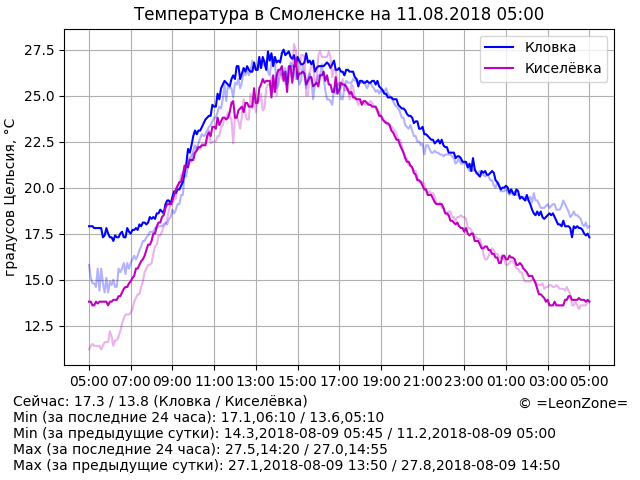 Температура в Смоленске на 11.08.2018 05:00
Кловка
Киселёвка
градусов Цельсия, °C
27.5
25.0
22.5
20.0
17.5
15.0
12.5
05:00 07:00 09:00 11:00 13:00 15:00 17:00 19:00 21:00 23:00 01:00 03:00 05:00
Сейчас: 17.3 / 13.8 (Кловка / Киселёвка)
© =LeonZone=
Min (за последние 24 часа): 17.1,06:10 / 13.6,05:10
Min (за предыдущие сутки): 14.3,2018-08-09 05:45 / 11.2,2018-08-09 05:00
Max (за последние 24 часа): 27.5,14:20 / 27.0,14:55
Max (за предыдущие сутки): 27.1,2018-08-09 13:50 / 27.8,2018-08-09 14:50